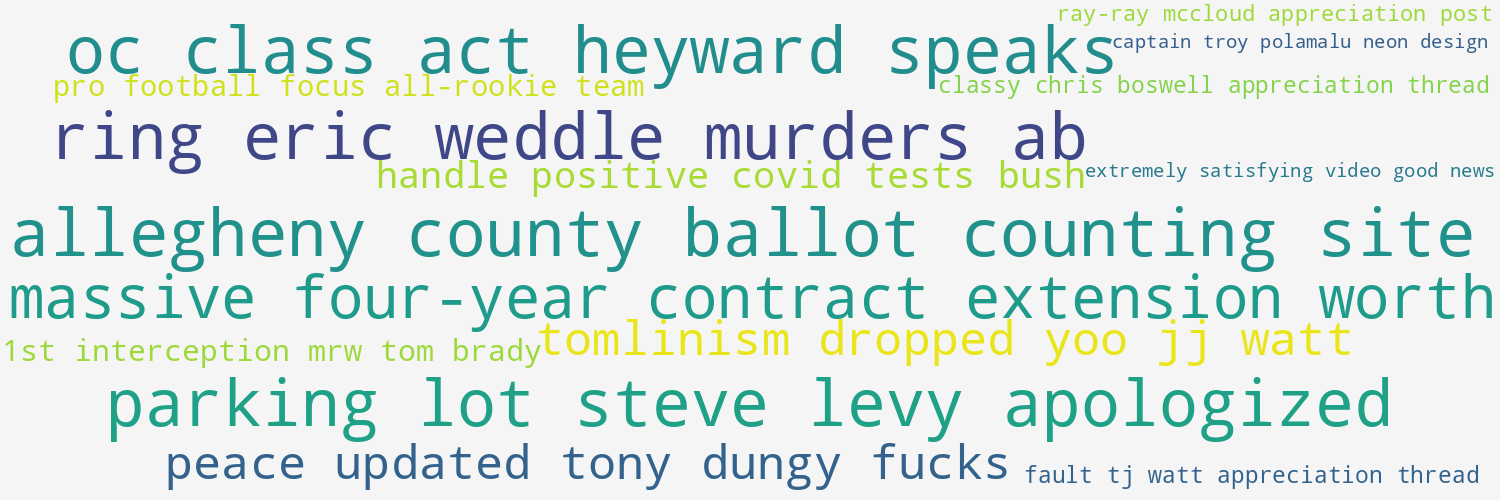 ray-ray mccloud appreciation post
oc class act heyward speaks
captain troy polamalu neon design
pro football focus all-rookie team
classy chris boswell appreciation thread
ring eric weddle murders ab
handle positive covid tests bush
extremely satisfying video good news
allegheny county ballot counting site
massive four-year contract extension worth
tomlinism dropped yoo jj watt
1st interception mrw tom brady
parking lot steve levy apologized
peace updated tony dungy fucks
fault tj watt appreciation thread